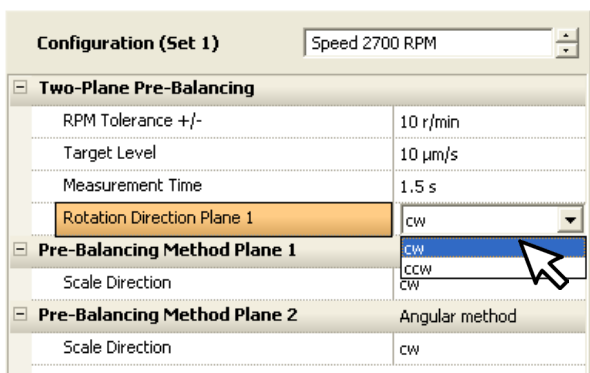 Configuration (Set 1) Speed 2700 RPM
Two-Plane Pre-Balancing
RPM Tolerance +/- 10 r/min
Target Level 10 µm/s
Measurement Time 1.5 s
Rotation Direction Plane 1 cw
Pre-Balancing Method Plane 1 cw
ccw
Scale Direction cw
Pre-Balancing Method Plane 2 Angular method
Scale Direction cw